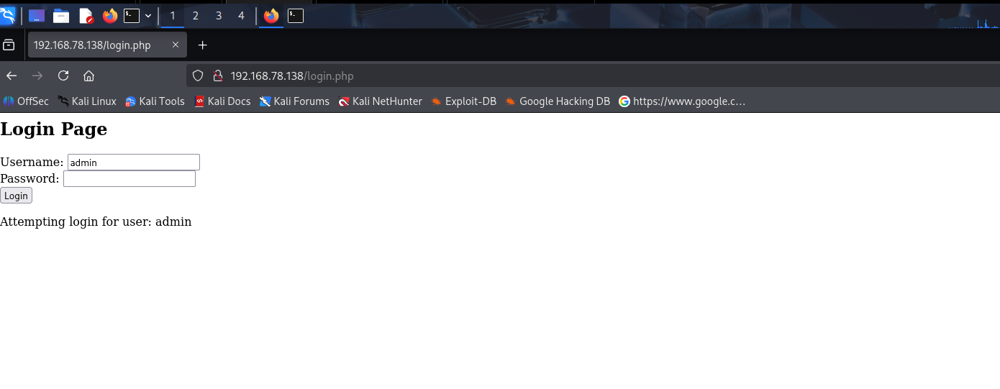 1 2 3 4
192.168.78.138/login.php
192.168.78.138/login.php
OffSec Kali Linux Kali Tools Kali Docs Kali Forums Kali NetHunter Exploit-DB Google Hacking DB https://www.google.c…
Login Page
Username: admin
Password:
Login
Attempting login for user: admin